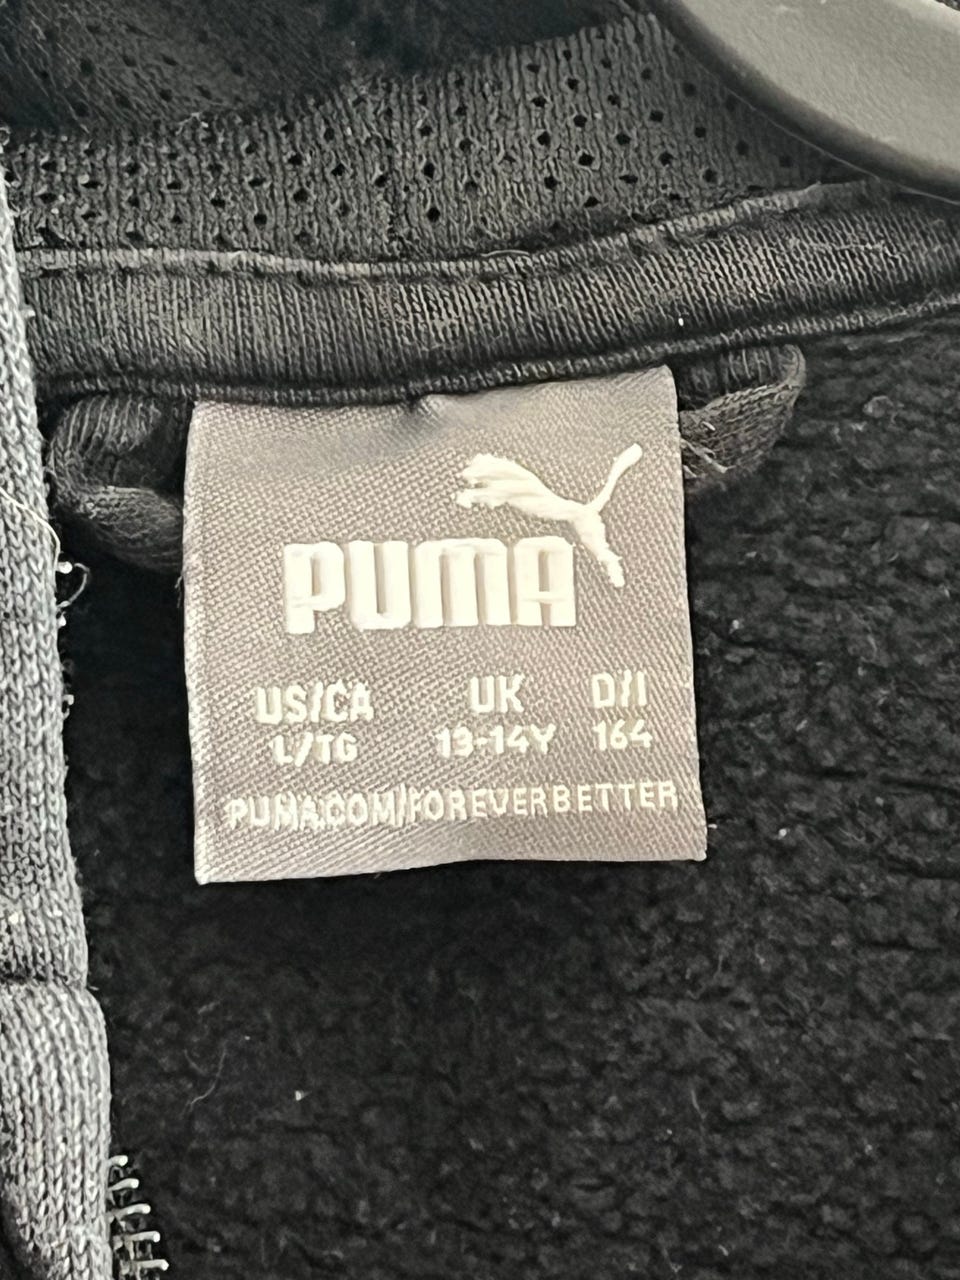 PUMA
US/CA UK D/I
L/TG 13-14Y 164
PUMA.COM/FOREVERBETTER